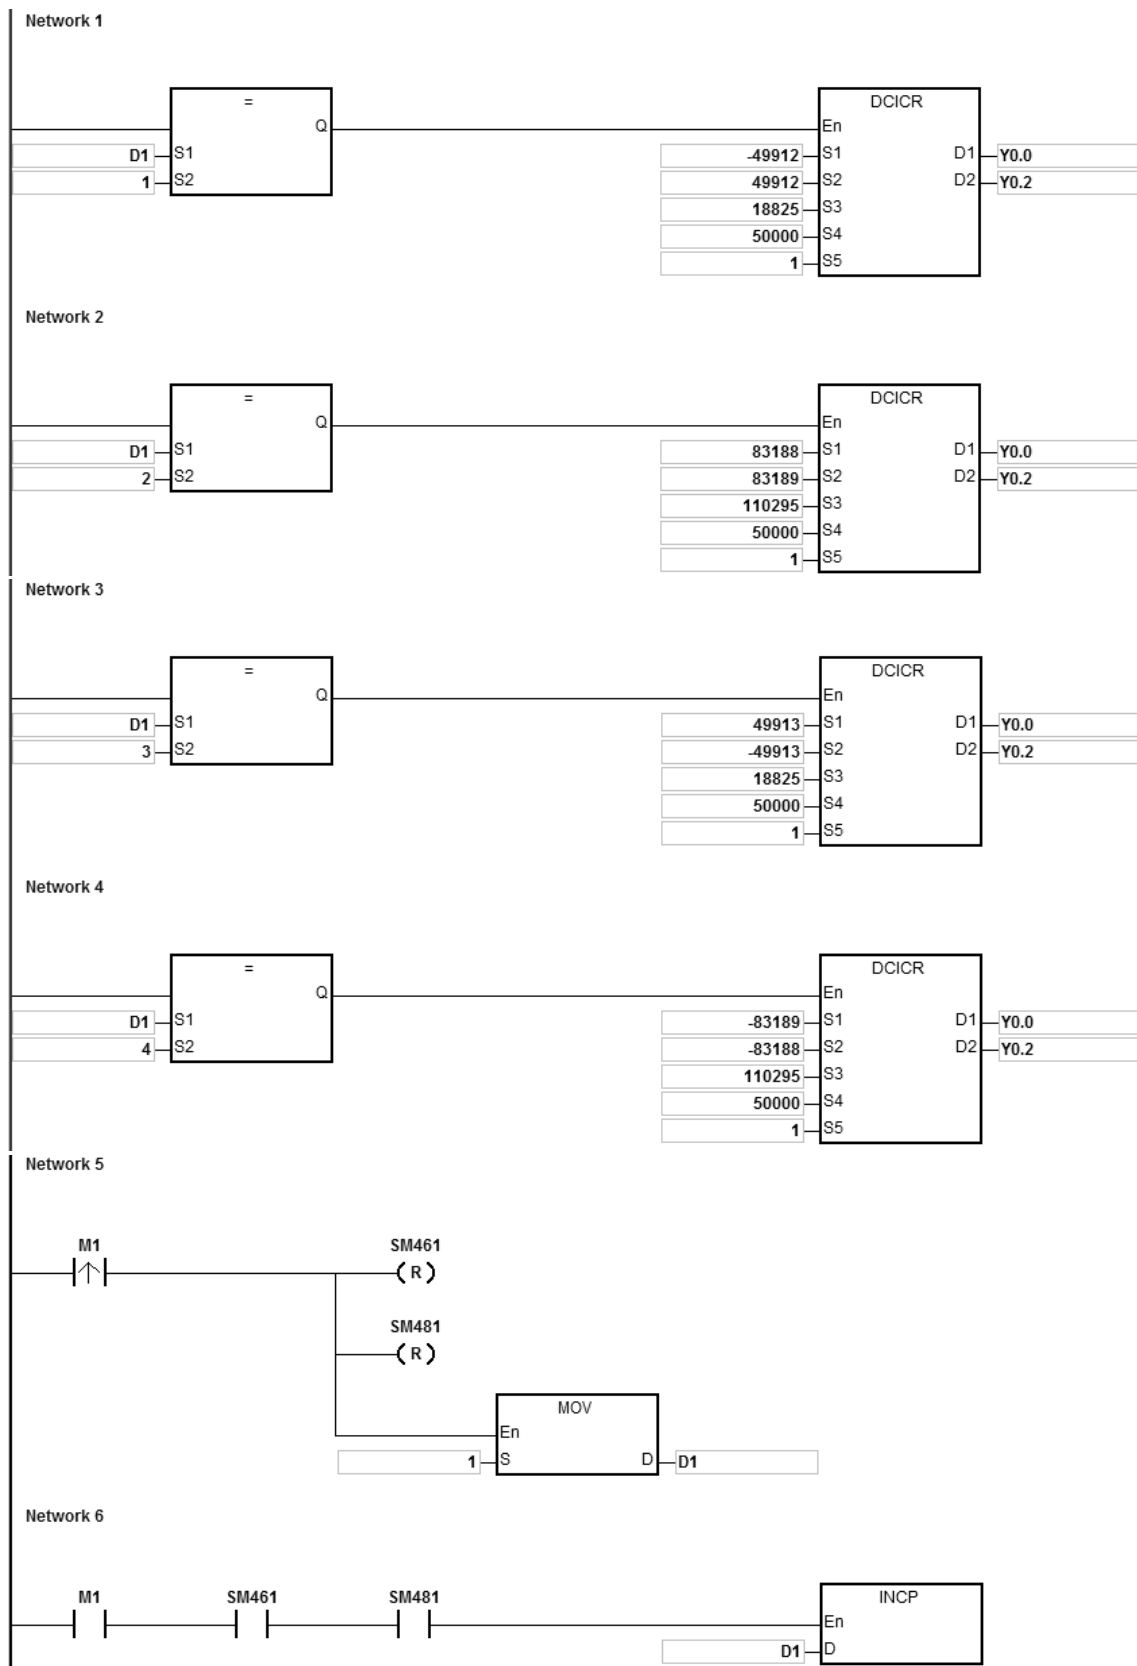 Network 1
= DCICR
Q En
D1 S1 -49912 S1 D1 Y0.0
1 S2 49912 S2 D2 Y0.2
18825 S3
50000 S4
1 S5
Network 2
= DCICR
Q En
D1 S1 83188 S1 D1 Y0.0
2 S2 83189 S2 D2 Y0.2
110295 S3
50000 S4
1 S5
Network 3
= DCICR
Q En
D1 S1 49913 S1 D1 Y0.0
3 S2 -49913 S2 D2 Y0.2
18825 S3
50000 S4
1 S5
Network 4
= DCICR
Q En
D1 S1 -83189 S1 D1 Y0.0
4 S2 -83188 S2 D2 Y0.2
110295 S3
50000 S4
1 S5
Network 5
M1 SM461
R
SM481
R
MOV
En
1 S D D1
Network 6
M1 SM461 SM481 INCP
En
D1 D